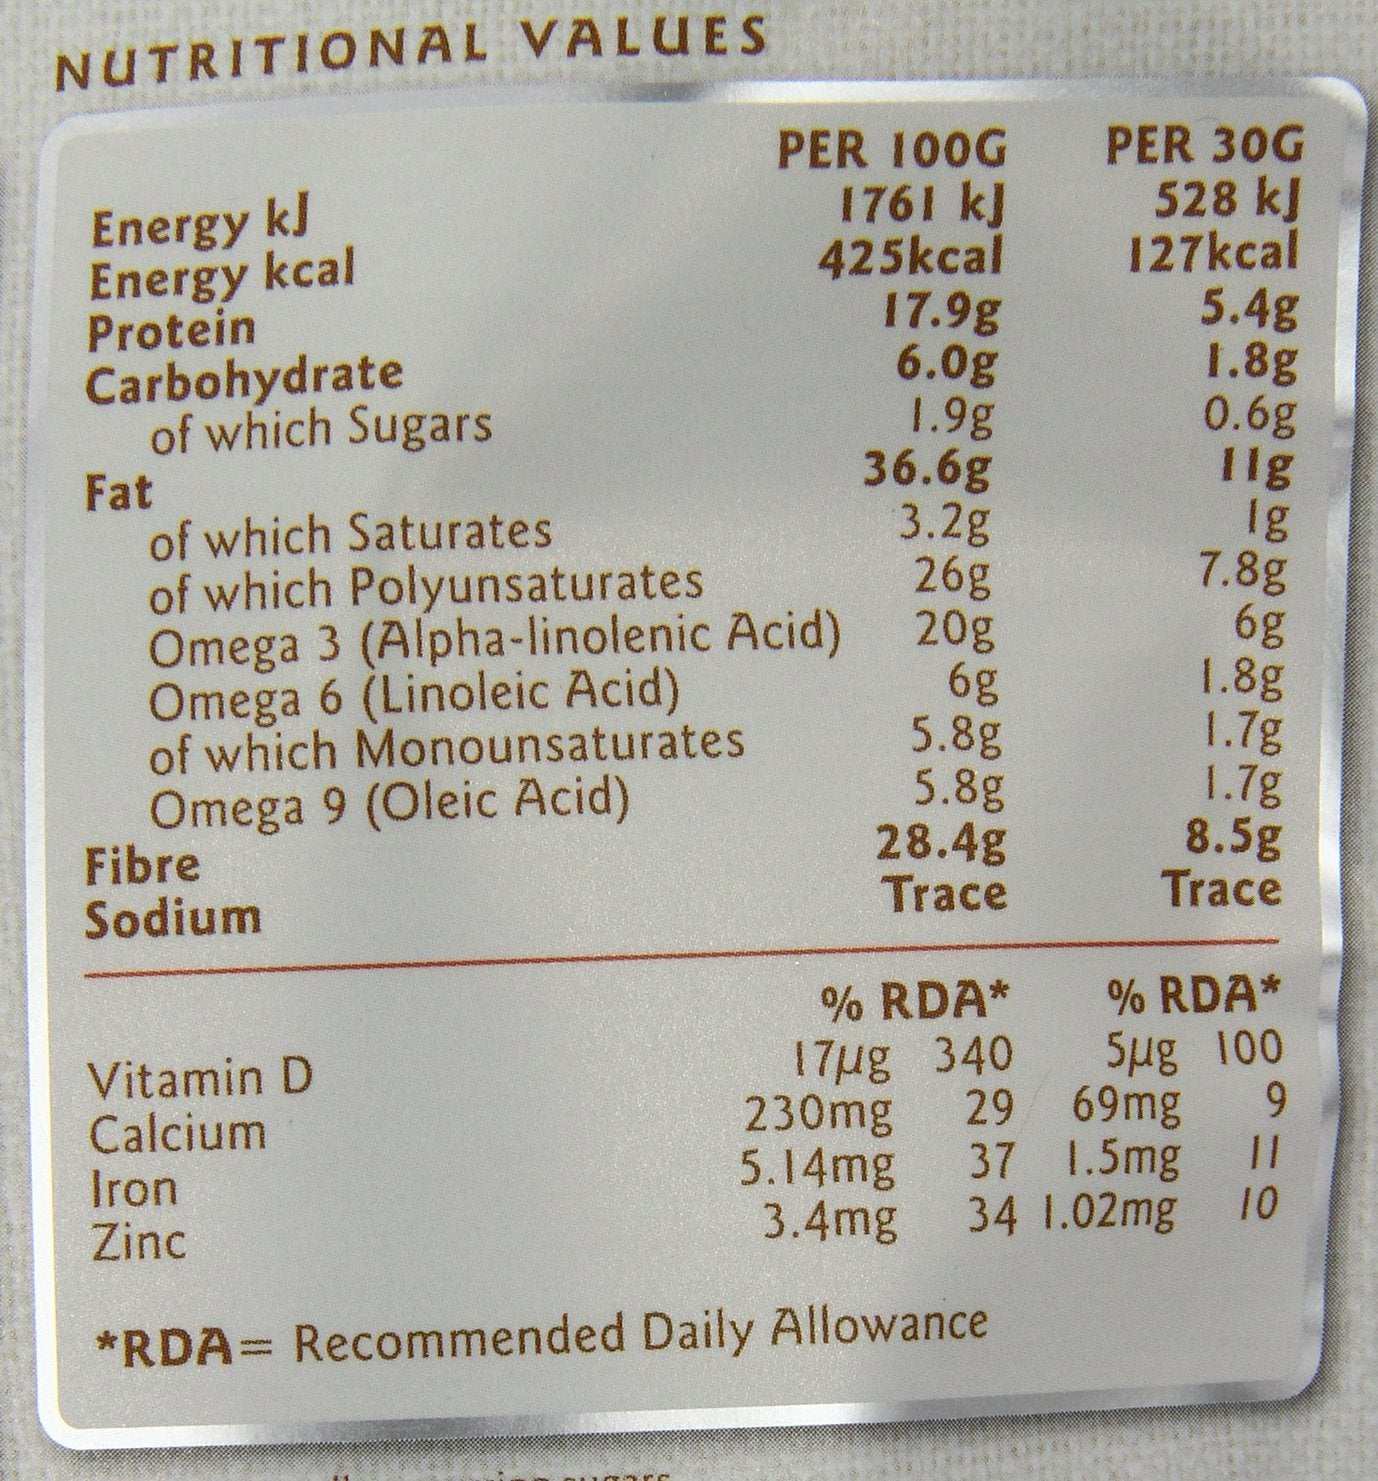 NUTRITIONAL VALUES
PER 100G PER 30G
Energy kJ 1761 kJ 528 kJ
Energy kcal 425kcal 127kcal
Protein 17.9g 5.4g
Carbohydrate 6.0g 1.8g
of which Sugars 1.9g 0.6g
Fat 36.6g 11g
of which Saturates 3.2g 1g
of which Polyunsaturates 26g 7.8g
Omega 3 (Alpha-linolenic Acid) 20g 6g
Omega 6 (Linoleic Acid) 6g 1.8g
of which Monounsaturates 5.8g 1.7g
Omega 9 (Oleic Acid) 5.8g 1.7g
Fibre 28.4g 8.5g
Sodium Trace Trace
% RDA* % RDA*
Vitamin D 17µg 340 5µg 100
Calcium 230mg 29 69mg 9
Iron 5.14mg 37 1.5mg 11
Zinc 3.4mg 34 1.02mg 10
*RDA= Recommended Daily Allowance
sugars